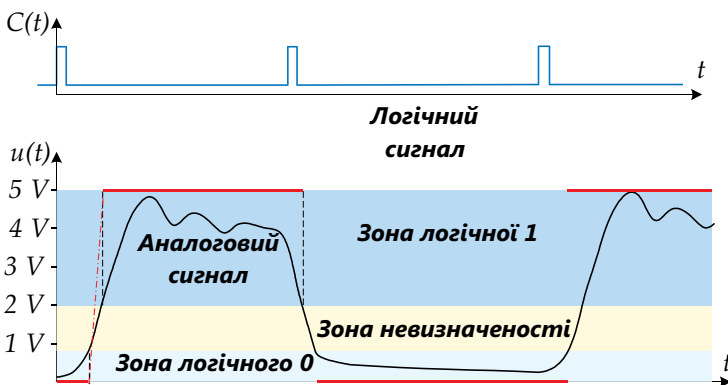 C(t)
t
Логічний
сигнал
u(t)
5 V
4 V
3 V
2 V
1 V
Аналоговий
сигнал
Зона логічної 1
Зона невизначеності
Зона логічного 0
t